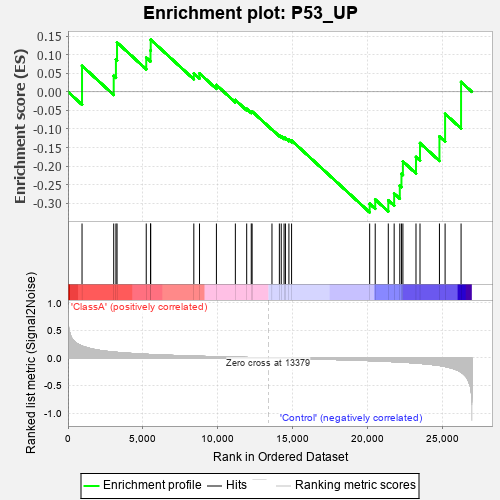 Enrichment plot: P53_UP
Enrichment score (ES)
0.15
0.10
0.05
0.00
-0.05
-0.10
-0.15
-0.20
-0.25
-0.30
Ranked list metric (Signal2Noise)
1.0
0.5
0.0
-0.5
-1.0
'ClassA' (positively correlated)
Zero cross at 13379
'Control' (negatively correlated)
0
5,000
10,000
15,000
20,000
25,000
Rank in Ordered Dataset
Enrichment profile
Hits
Ranking metric scores